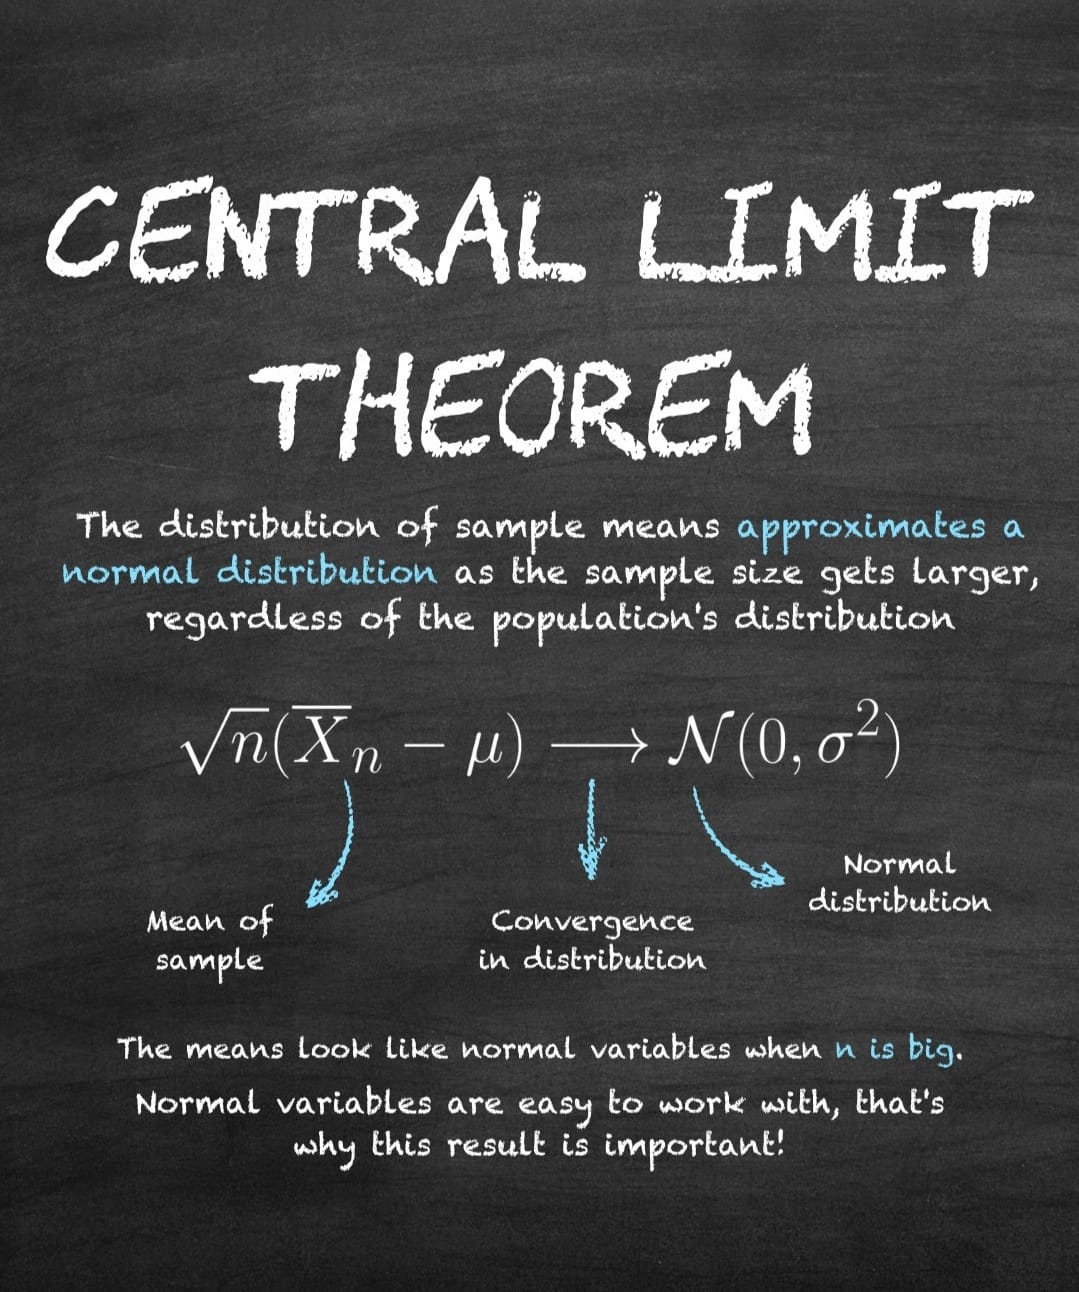 CENTRAL LIMIT
THEOREM
The distribution of sample means approximates a
normal distribution as the sample size gets larger,
regardless of the population's distribution
√n(X̅ₙ − μ) ⟶ 𝒩(0, σ²)
Normal
distribution
Mean of
sample
Convergence
in distribution
The means look like normal variables when n is big.
Normal variables are easy to work with, that's
why this result is important!